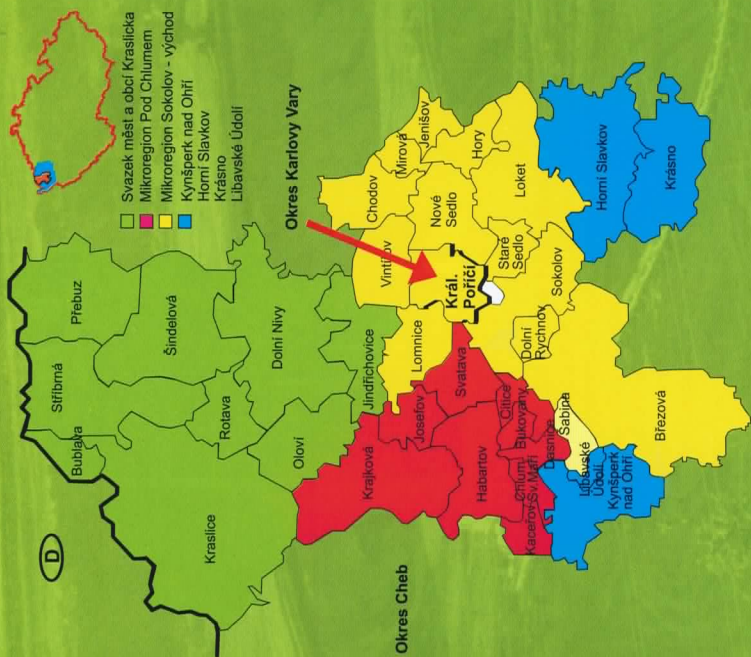 Svazek měst a obcí Kraslicka
Mikroregion Pod Chlumem
Mikroregion Sokolov - východ
Kynšperk nad Ohří
Horní Slavkov
Krásno
Libavské Údolí
D
Okres Karlovy Vary
Okres Cheb
Kraslice
Bublava
Stříbrná
Přebuz
Šindelová
Rotava
Dolní Nivy
Oloví
Jindřichovice
Krajková
Josefov
Svatava
Habartov
Citice
Bukovany
Chlum
Sv.Maří
Kaceřov
Dasnice
Šabina
Libavské
Údolí
Kynšperk
nad Ohří
Lomnice
Vintířov
Chodov
Mírová
Jenišov
Hory
Nové
Sedlo
Loket
Král.
Poříčí
Staré
Sedlo
Sokolov
Dolní
Rychnov
Březová
Horní Slavkov
Krásno